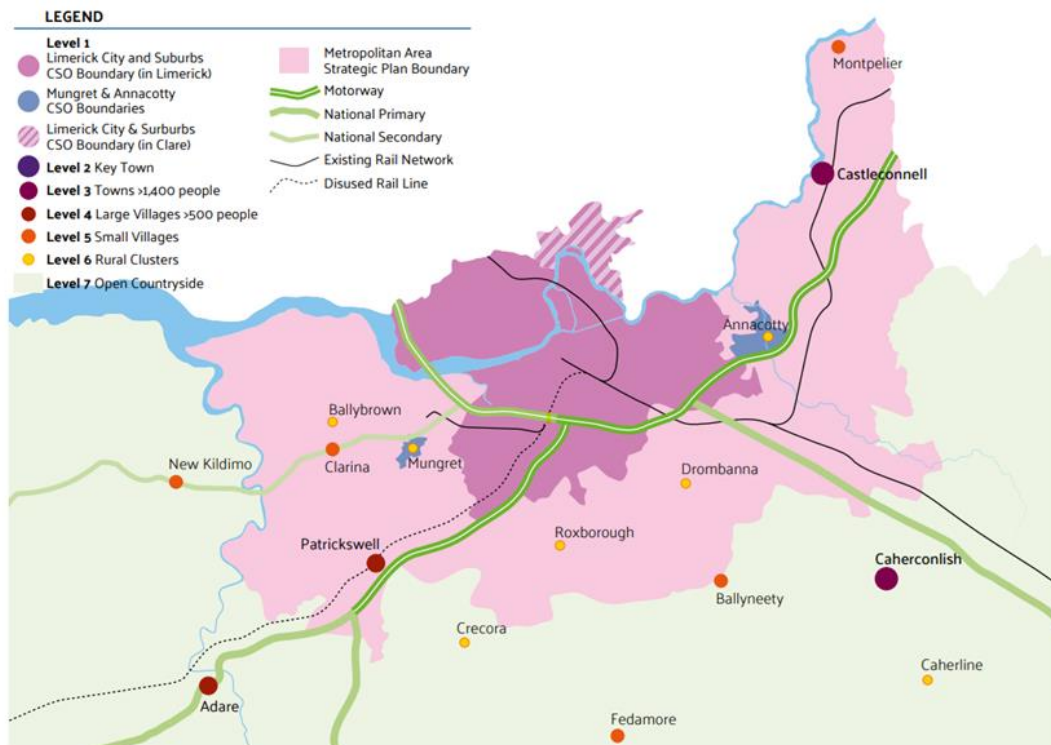 LEGEND
Level 1
Limerick City and Suburbs
CSO Boundary (in Limerick)
Mungret & Annacotty
CSO Boundaries
Limerick City & Surburbs
CSO Boundary (in Clare)
Level 2 Key Town
Level 3 Towns >1,400 people
Level 4 Large Villages >500 people
Level 5 Small Villages
Level 6 Rural Clusters
Level 7 Open Countryside
Metropolitan Area
Strategic Plan Boundary
Motorway
National Primary
National Secondary
Existing Rail Network
Disused Rail Line
Montpelier
Castleconnell
Annacotty
Ballybrown
Clarina
Mungret
New Kildimo
Drombanna
Roxborough
Patrickswell
Caherconlish
Ballyneety
Crecora
Caherline
Adare
Fedamore